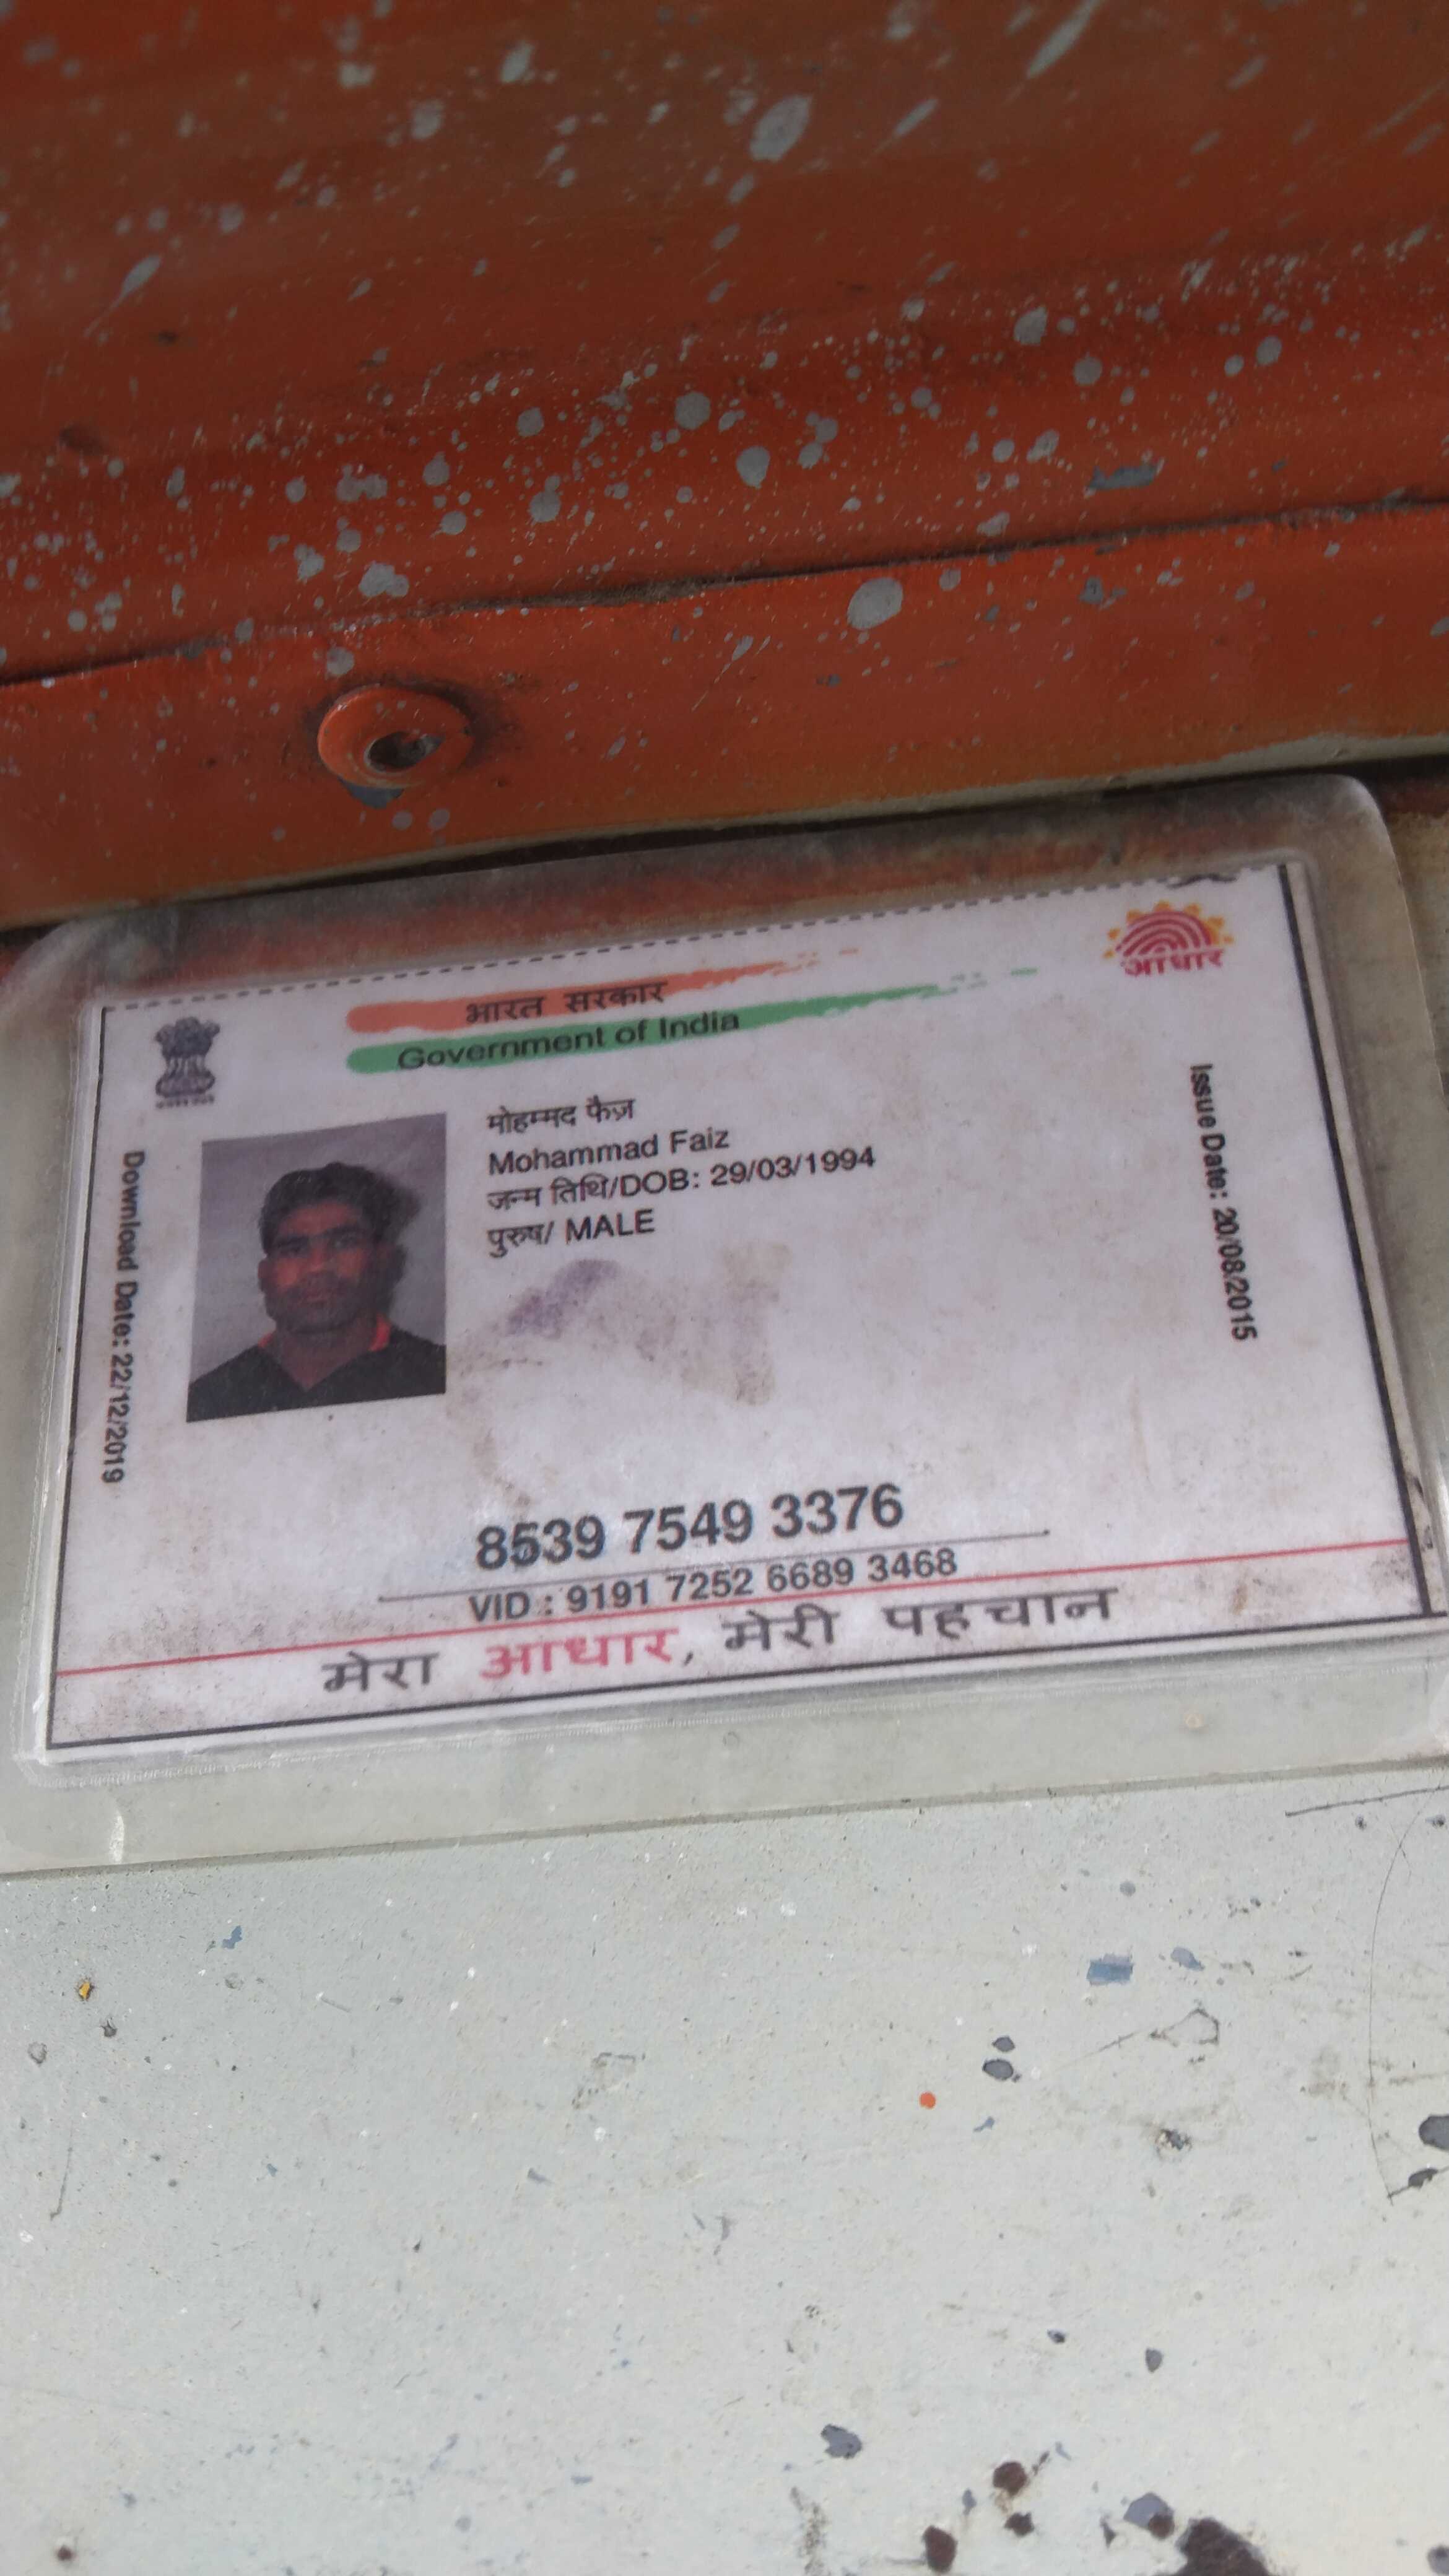 भारत सरकार
Government of India
आधार
मोहम्मद फैज़
Mohammad Faiz
जन्म तिथि/DOB: 29/03/1994
पुरुष/ MALE
Download Date: 22/12/2019
Issue Date: 20/08/2015
8539 7549 3376
VID : 9191 7252 6689 3468
मेरा आधार, मेरी पहचान